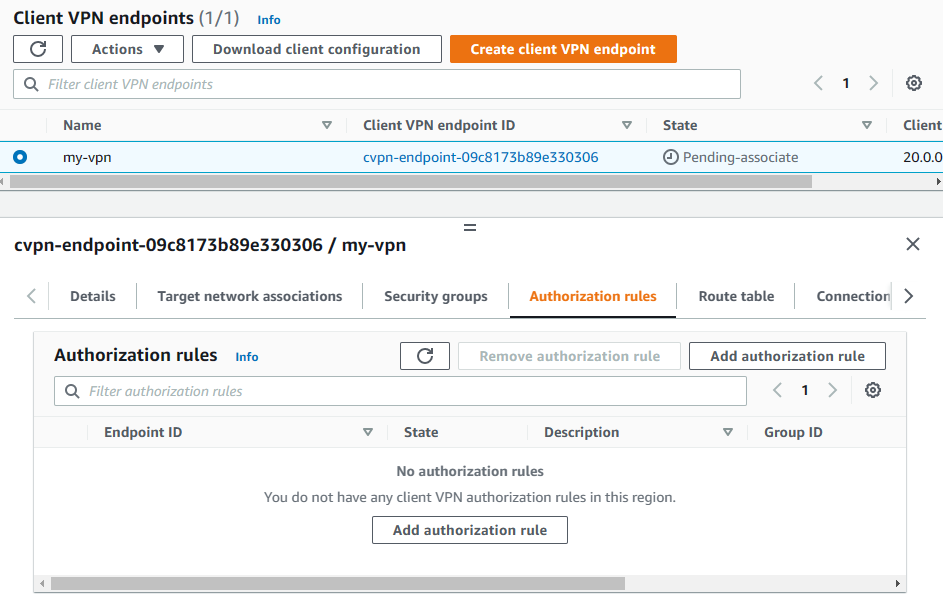 Client VPN endpoints (1/1) Info
Actions Download client configuration Create client VPN endpoint
Filter client VPN endpoints 1
Name Client VPN endpoint ID State Client
my-vpn cvpn-endpoint-09c8173b89e330306 Pending-associate 20.0.0
cvpn-endpoint-09c8173b89e330306 / my-vpn
Details Target network associations Security groups Authorization rules Route table Connection
Authorization rules Info Remove authorization rule Add authorization rule
Filter authorization rules 1
Endpoint ID State Description Group ID
No authorization rules
You do not have any client VPN authorization rules in this region.
Add authorization rule